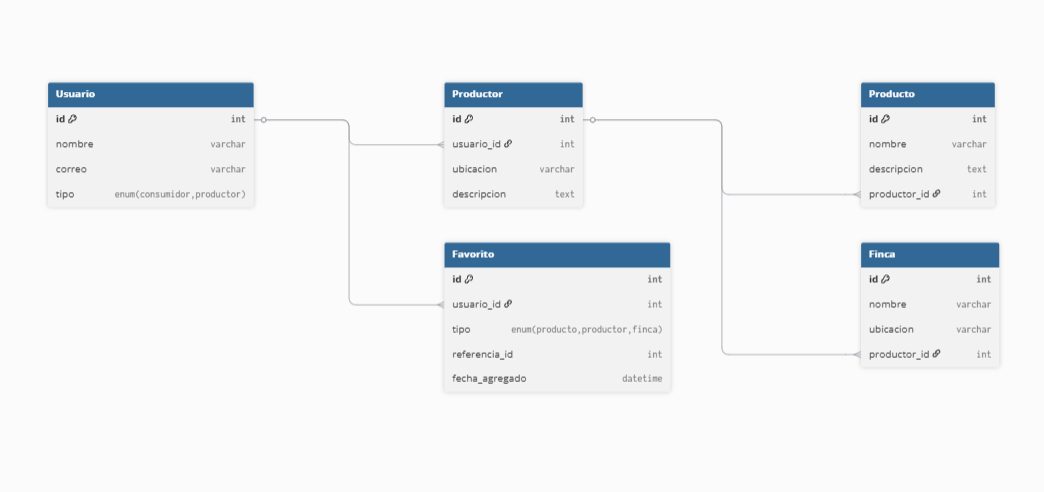 Usuario
id int
nombre varchar
correo varchar
tipo enum(consumidor,productor)
Productor
id int
usuario_id int
ubicacion varchar
descripcion text
Producto
id int
nombre varchar
descripcion text
productor_id int
Favorito
id int
usuario_id int
tipo enum(producto,productor,finca)
referencia_id int
fecha_agregado datetime
Finca
id int
nombre varchar
ubicacion varchar
productor_id int